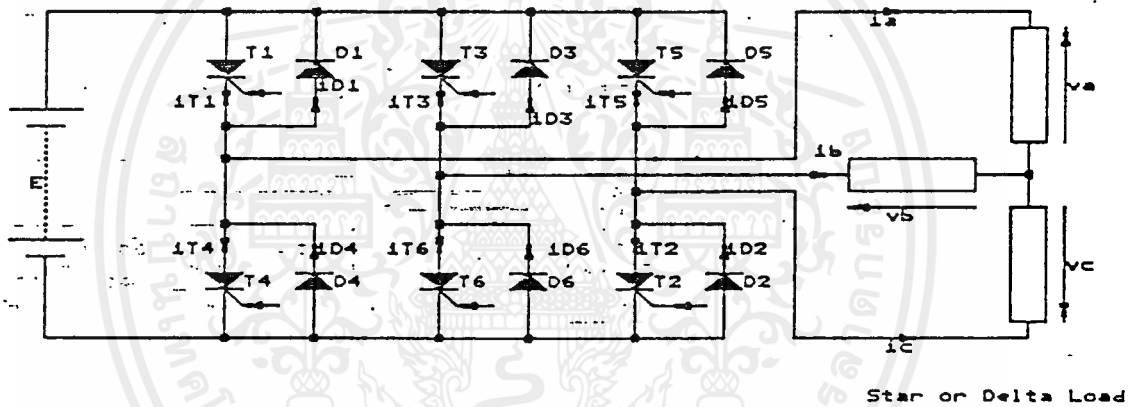 ia
T1 D1 T3 D3 T5 D5
iT1 iD1 iT3 iD3 iT5 iD5
va
ib
E
vb
iT4 iD4 iT6 iD6 iT2 iD2
T4 D4 T6 D6 T2 D2
vc
ic
Star or Delta Load